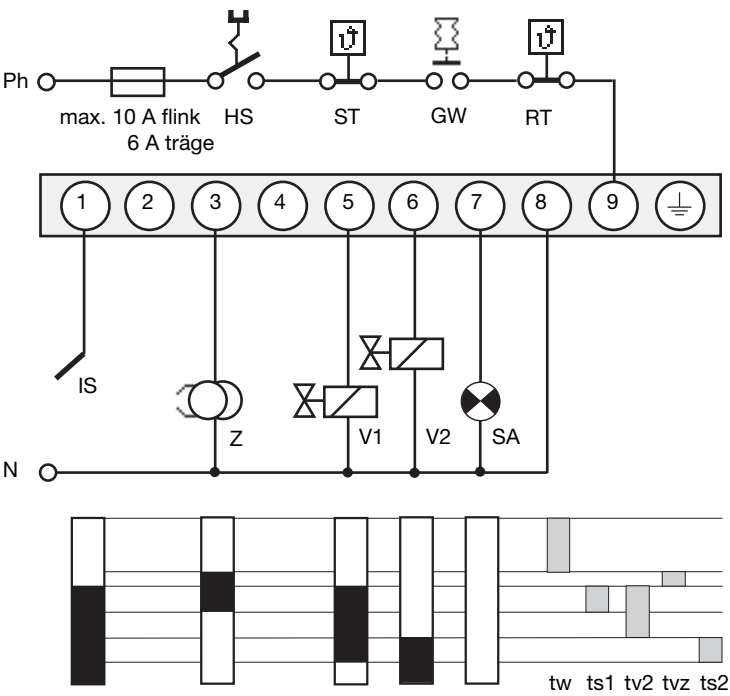 ϑ ϑ
Ph
max. 10 A flink HS ST GW RT
6 A träge
1 2 3 4 5 6 7 8 9
IS
Z V1 V2 SA
N
tw ts1 tv2 tvz ts2